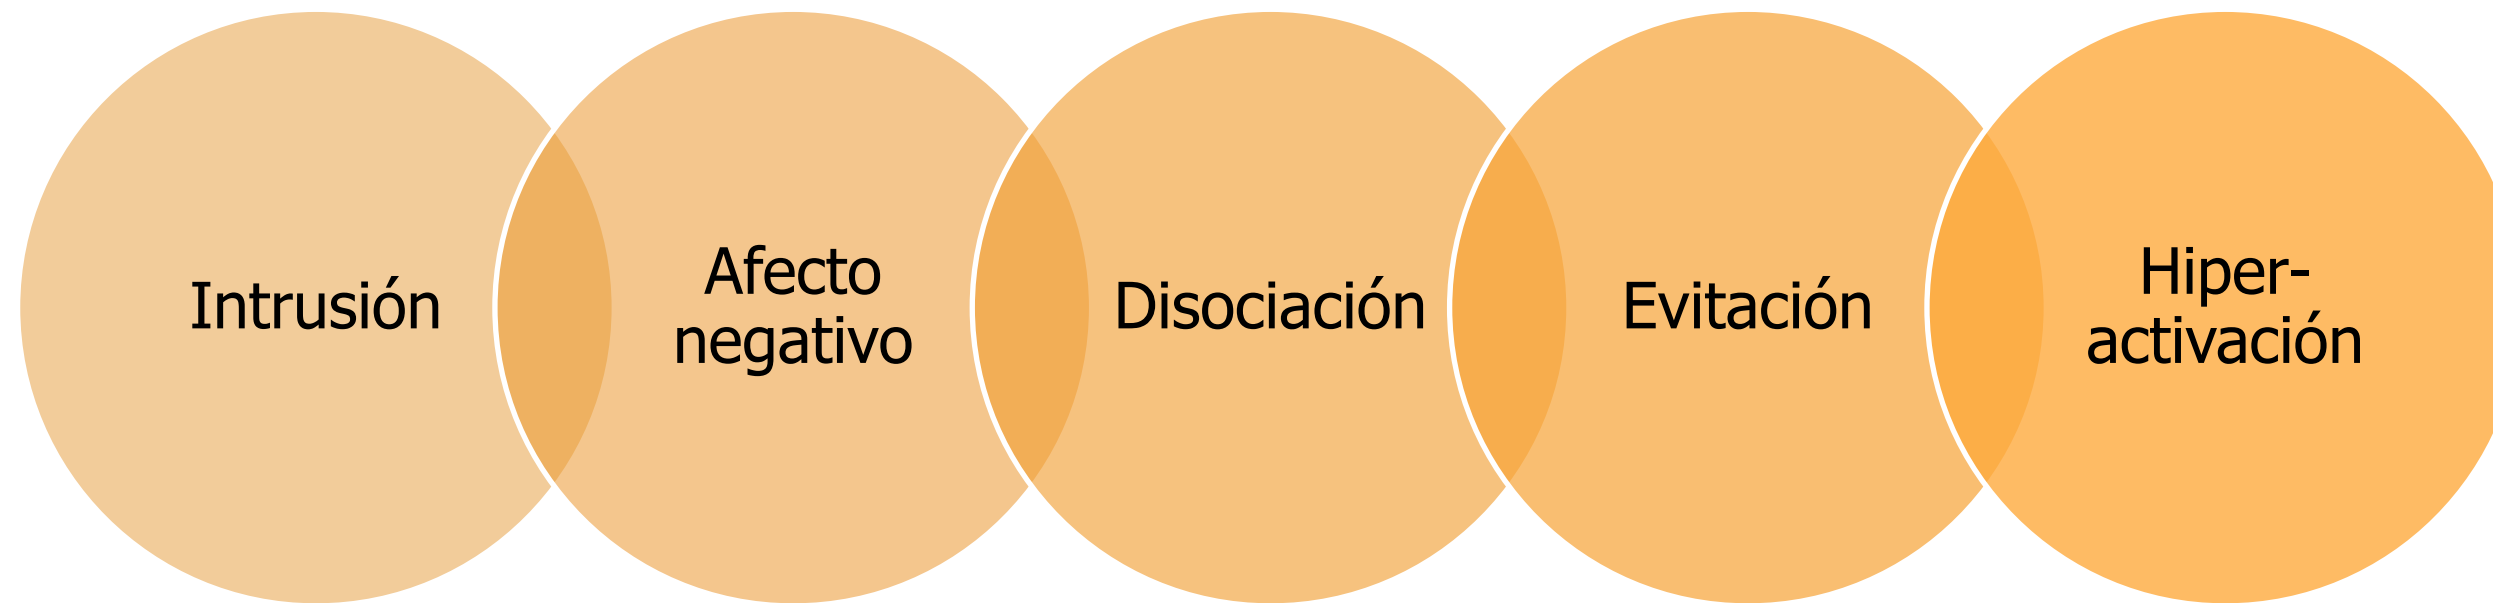 Intrusión
Afecto
negativo
Disociación
Evitación
Hiper-
activación